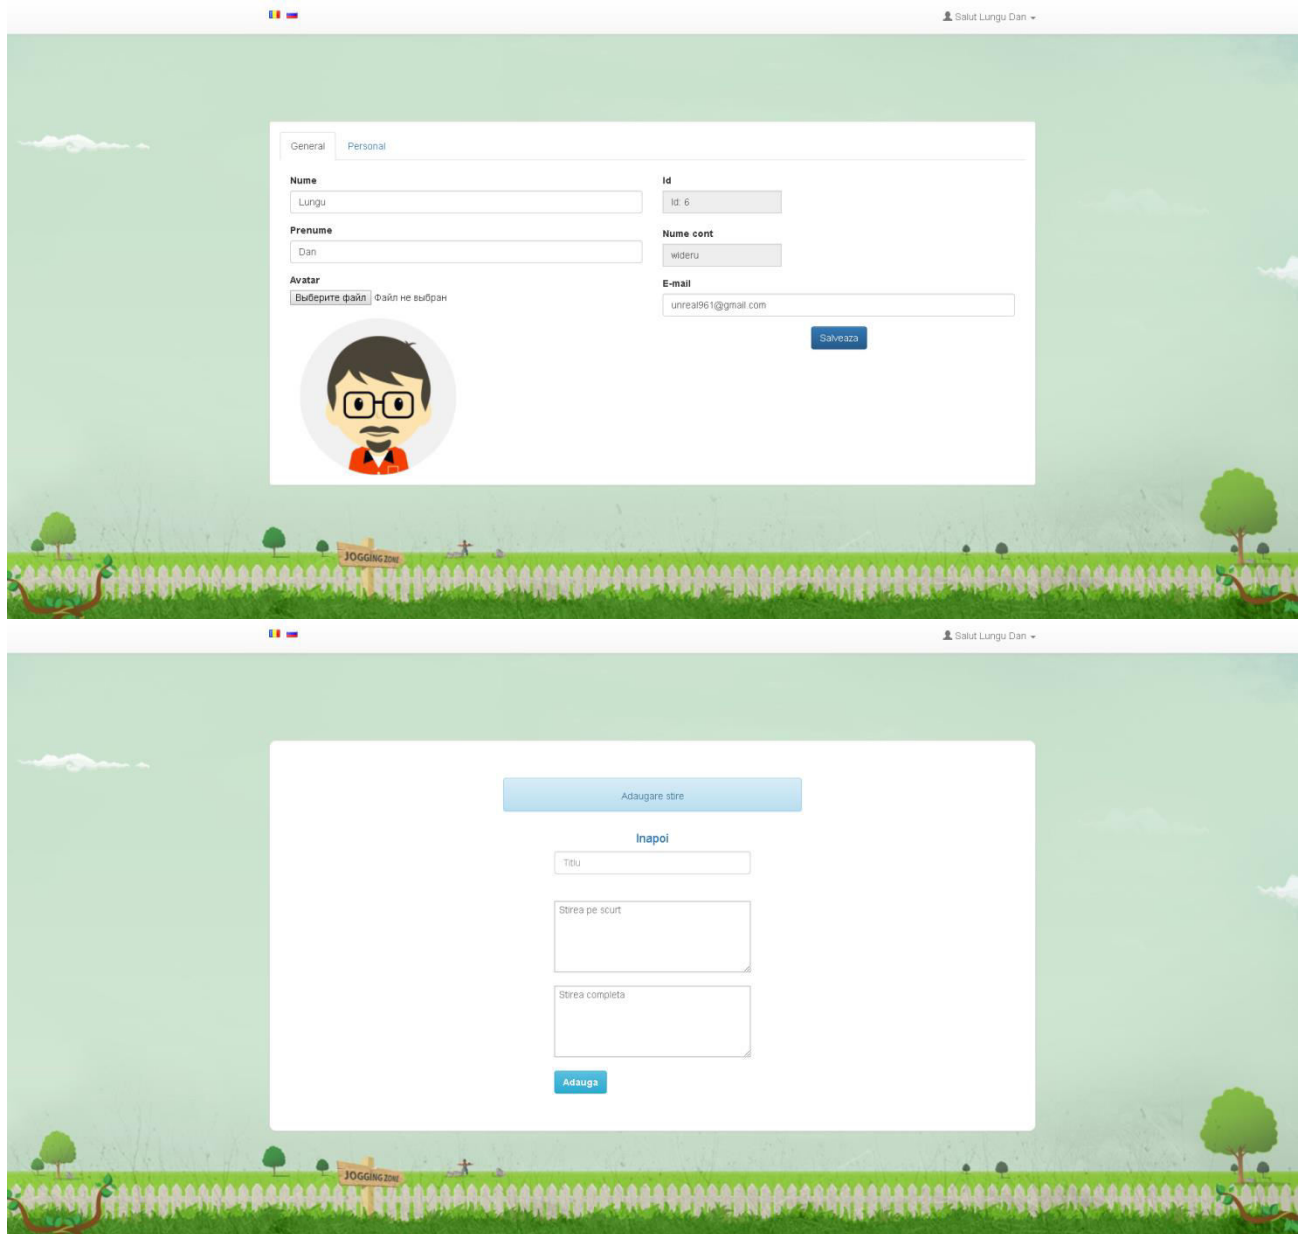 Salut Lungu Dan
General Personal
Nume
Lungu
Prenume
Dan
Avatar
Выберите файл Файл не выбран
Id
Id: 6
Nume cont
wideru
E-mail
unreal961@gmail.com
Salveaza
JOGGING ZONE
Salut Lungu Dan
Adaugare stire
Inapoi
Titlu
Stirea pe scurt
Stirea completa
Adauga
JOGGING ZONE